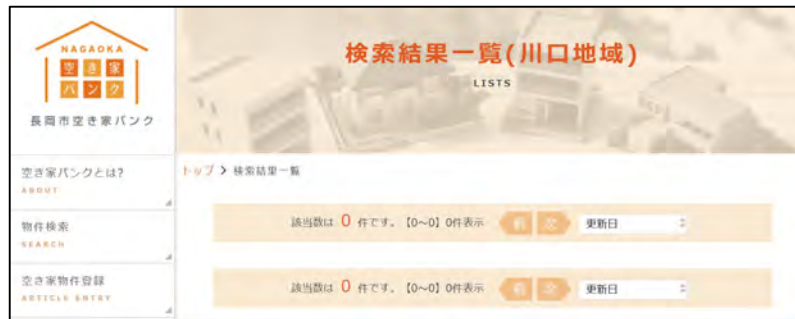 NAGAOKA
空き家
バンク
長岡市空き家バンク
検索結果一覧(川口地域)
LISTS
空き家バンクとは?
ABOUT
物件検索
SEARCH
空き家物件登録
ARTICLE ENTRY
トップ > 検索結果一覧
該当数は 0 件です。【0~0】0件表示 前 次 更新日
該当数は 0 件です。【0~0】0件表示 前 次 更新日